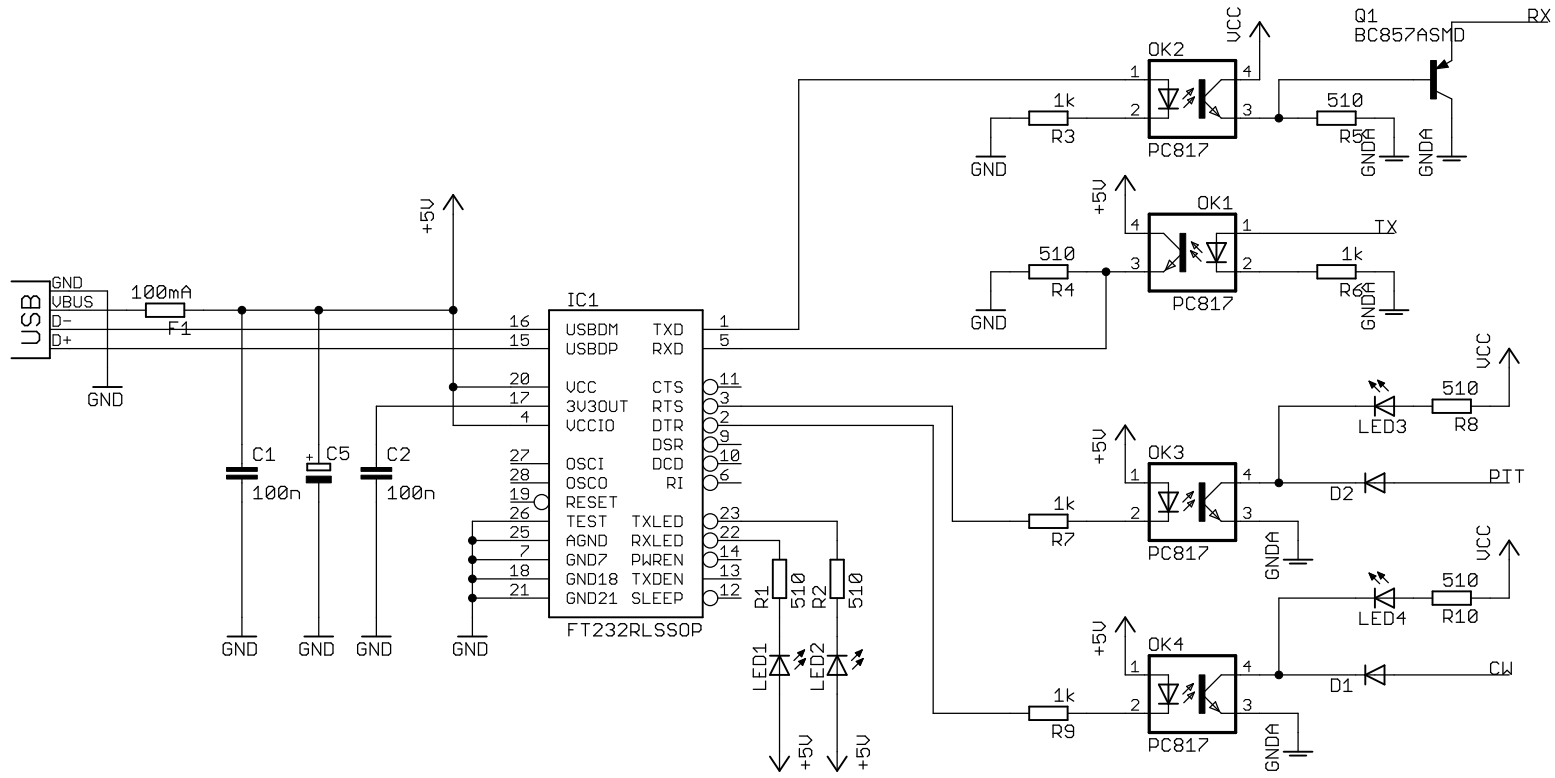 Q1
BC857ASMD
RX
VCC
OK2
1
4
2
3
1k
R3
510
R5
GND
PC817
GNDA
GNDA
+5V
OK1
4
1
TX
3
2
510
R4
1k
R6
GND
PC817
GNDA
+5V
USB
GND
VBUS
D-
D+
100mA
F1
GND
IC1
16
USBDM
TXD
1
15
USBDP
RXD
5
20
VCC
CTS
11
17
3V3OUT
RTS
3
4
VCCIO
DTR
2
DSR
9
27
OSCI
DCD
10
28
OSCO
RI
6
19
RESET
26
TEST
TXLED
23
25
AGND
RXLED
22
7
GND7
PWREN
14
18
GND18
TXDEN
13
21
GND21
SLEEP
12
FT232RLSSOP
C1
100n
+
C5
C2
100n
GND
GND
GND
GND
R1
510
R2
510
LED1
LED2
+5V
+5V
VCC
510
LED3
R8
+5V
OK3
1
4
D2
PTT
1k
R7
2
3
PC817
GNDA
VCC
510
LED4
R10
+5V
OK4
1
4
D1
CW
1k
R9
2
3
PC817
GNDA